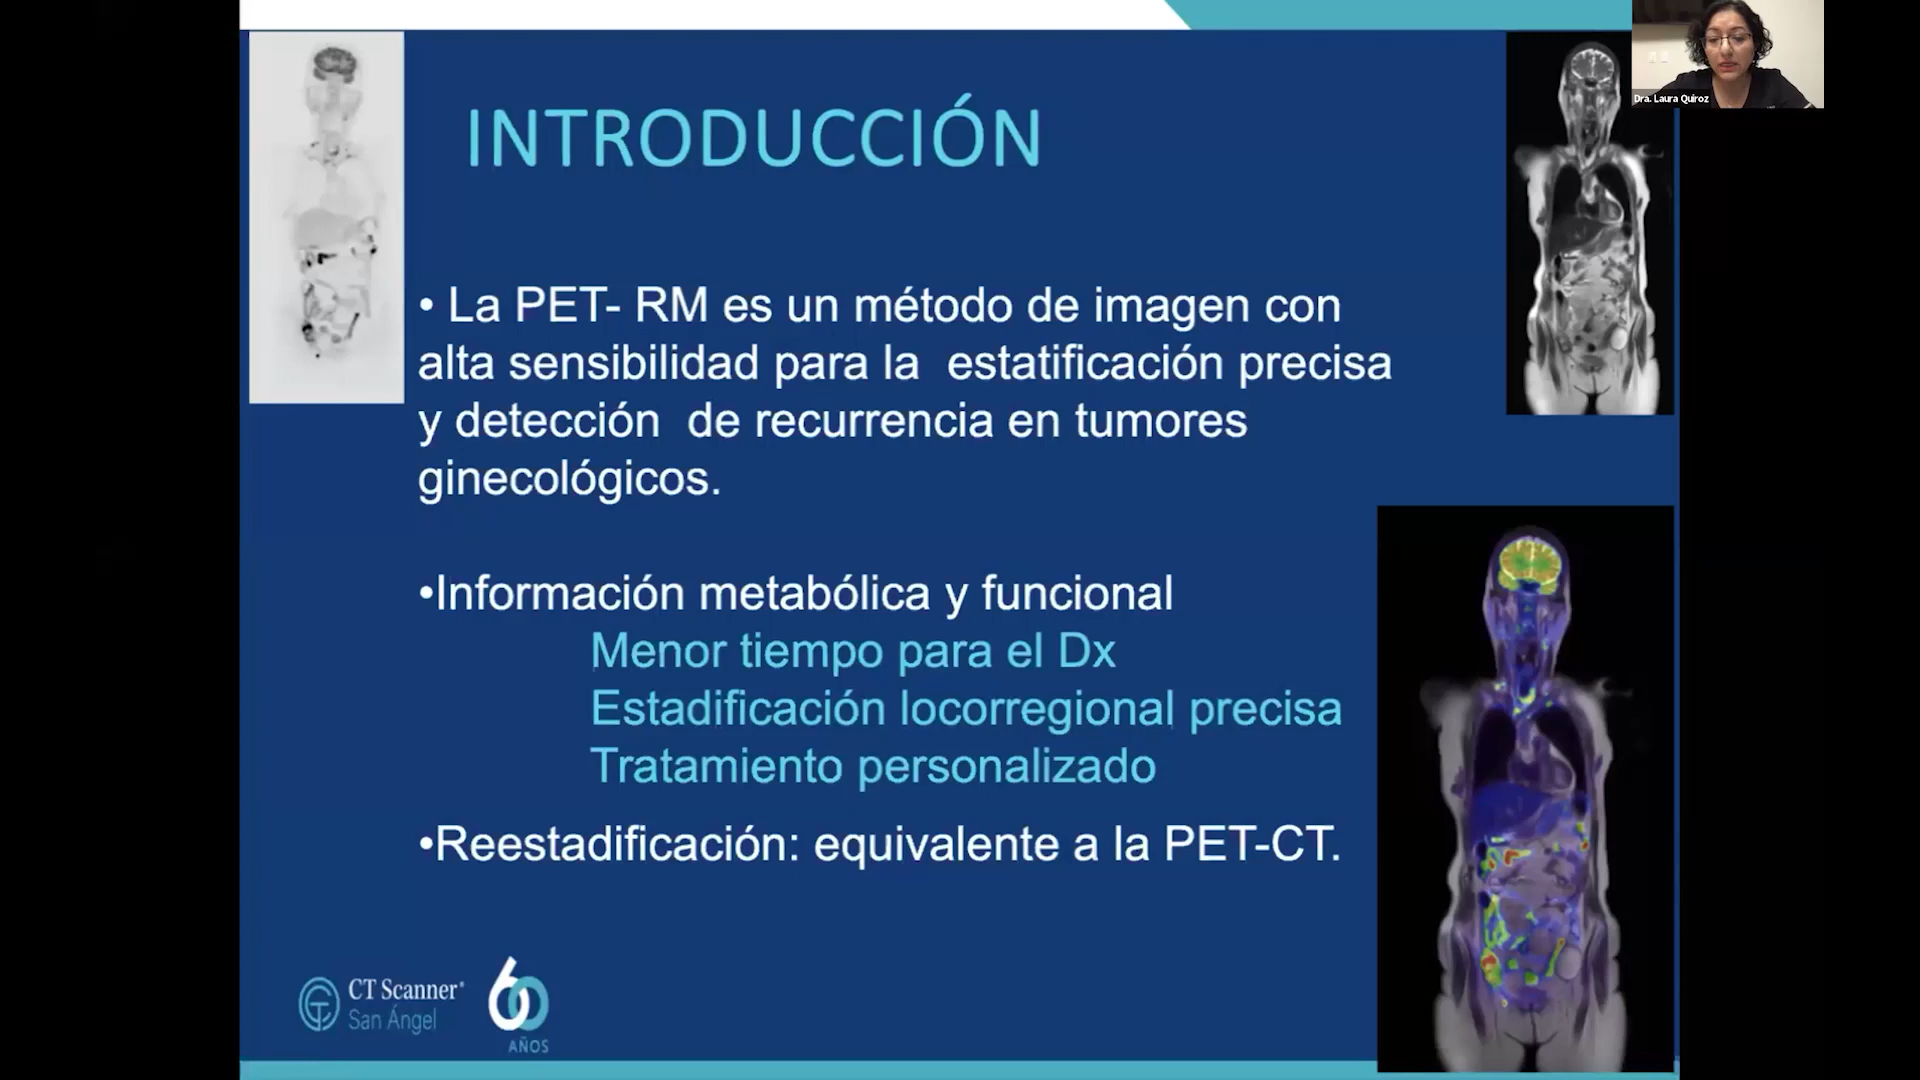 Dra. Laura Quiroz
INTRODUCCIÓN
• La PET- RM es un método de imagen con
alta sensibilidad para la estatificación precisa
y detección de recurrencia en tumores
ginecológicos.
•Información metabólica y funcional
Menor tiempo para el Dx
Estadificación locorregional precisa
Tratamiento personalizado
•Reestadificación: equivalente a la PET-CT.
CT Scanner®
San Ángel
60
AÑOS